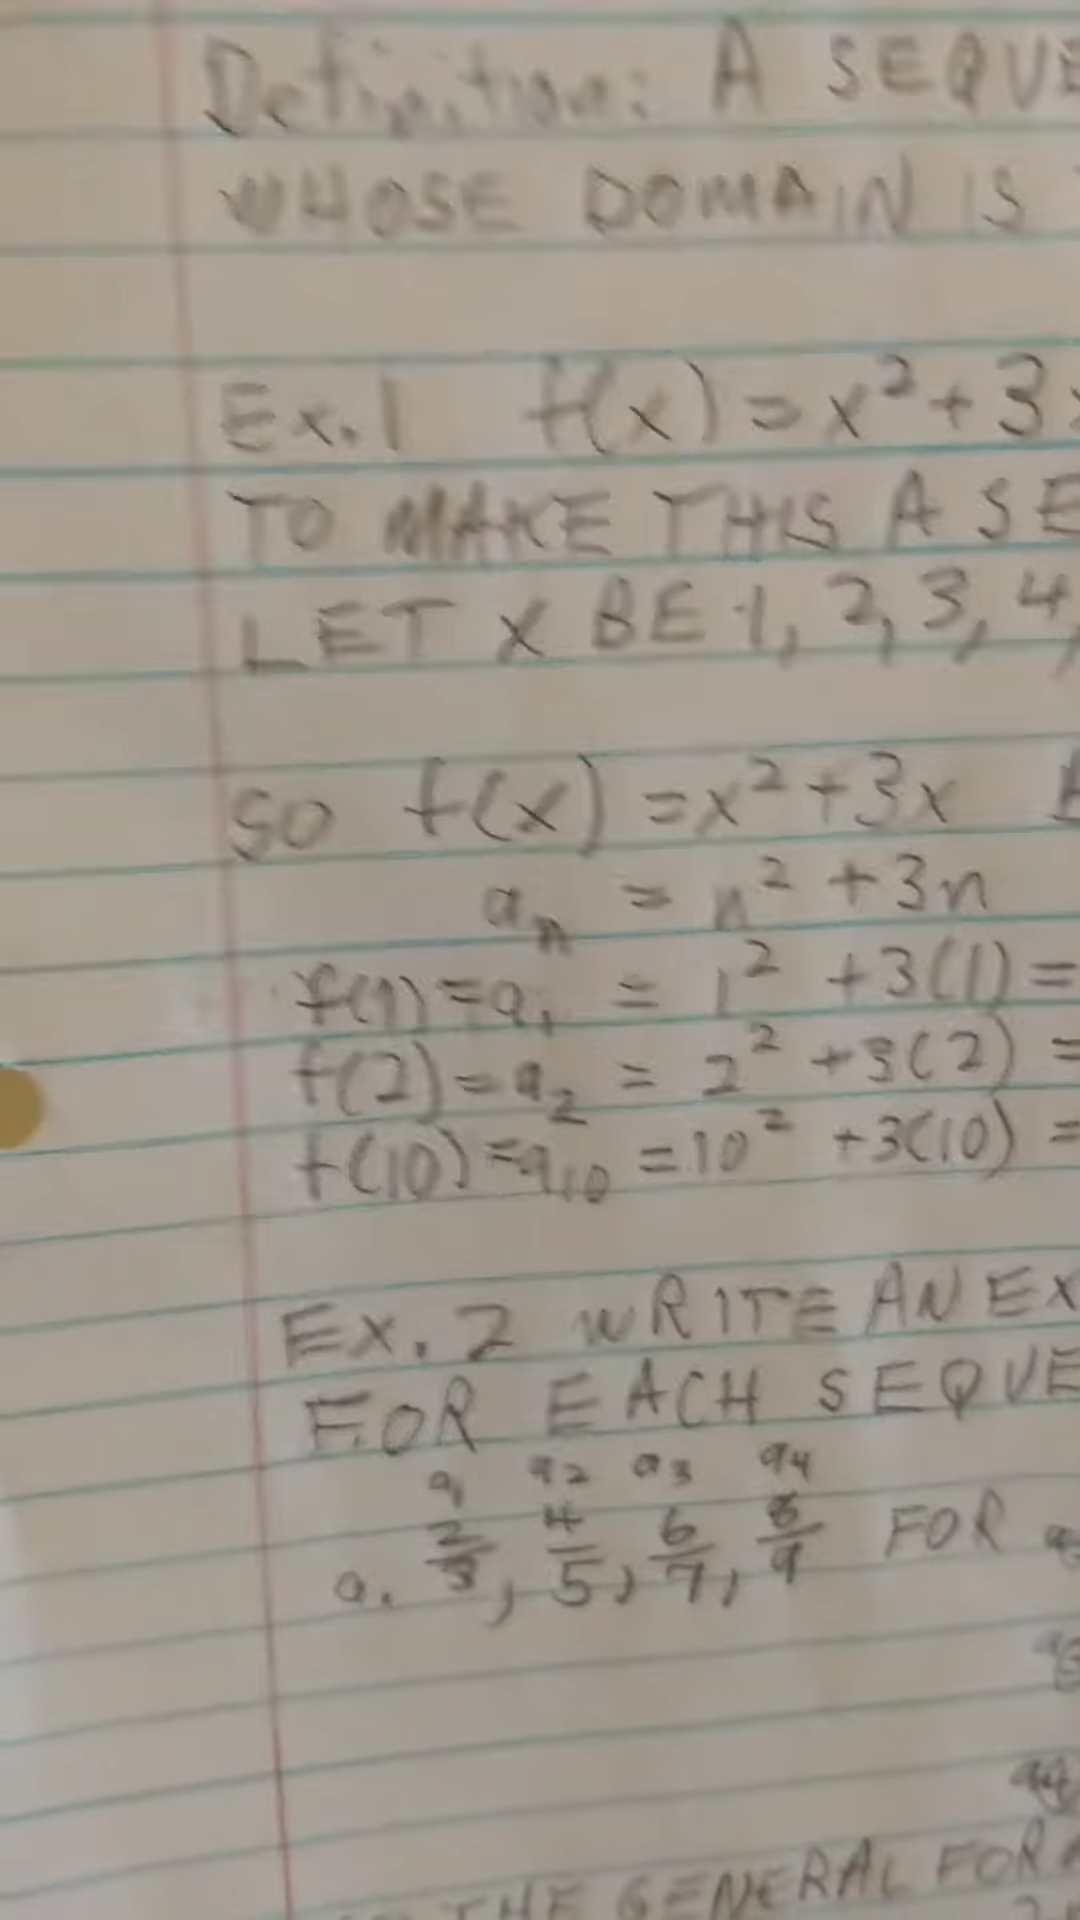 Definition: A SEQUE
WHOSE DOMAIN IS
Ex. 1 f(x) = x² + 3
TO MAKE THIS A SE
LET X BE 1, 2, 3, 4,
SO f(x) = x² + 3x
aₙ = n² + 3n
f(1) = a₁ = 1² + 3(1) =
f(2) = a₂ = 2² + 3(2) =
f(10) = a₁₀ = 10² + 3(10) =
Ex. 2 WRITE AN EX
FOR EACH SEQUE
a₁ a₂ a₃ a₄
a. 2/3, 4/5, 6/7, 8/9 FOR
THE GENERAL FOR